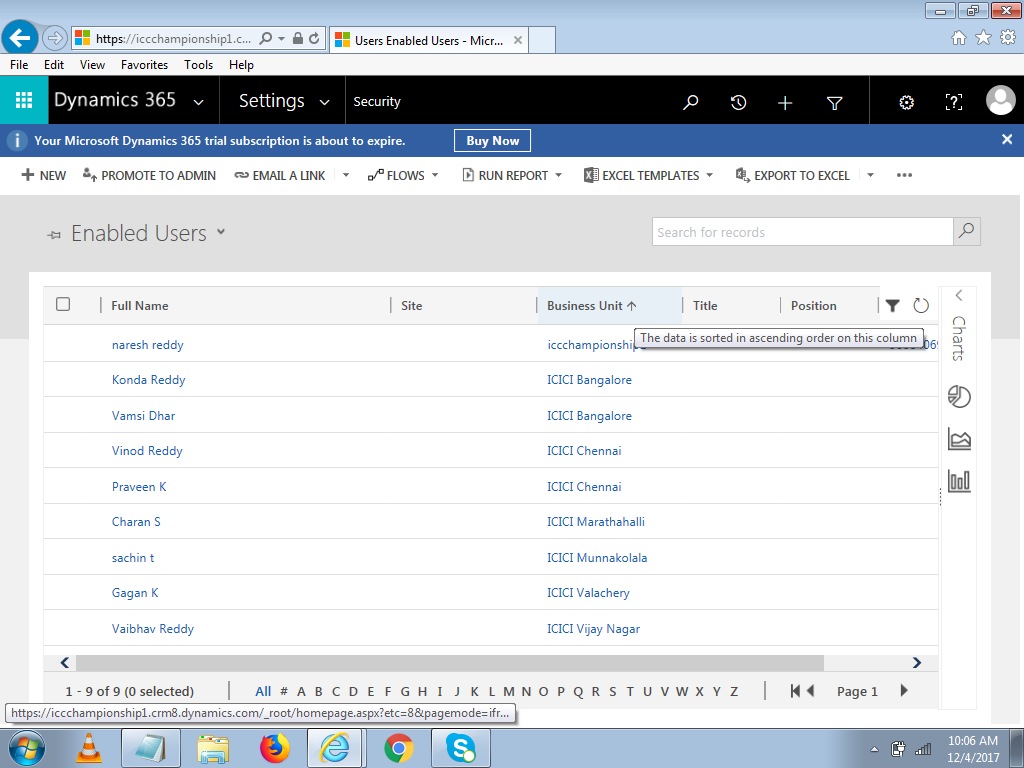 https://iccchampionship1.c...
Users Enabled Users - Micr...
File Edit View Favorites Tools Help
Dynamics 365 Settings Security
Your Microsoft Dynamics 365 trial subscription is about to expire. Buy Now
NEW PROMOTE TO ADMIN EMAIL A LINK FLOWS RUN REPORT EXCEL TEMPLATES EXPORT TO EXCEL
Enabled Users
Search for records
Full Name Site Business Unit Title Position
The data is sorted in ascending order on this column
naresh reddy
Konda Reddy ICICI Bangalore
Vamsi Dhar ICICI Bangalore
Vinod Reddy ICICI Chennai
Praveen K ICICI Chennai
Charan S ICICI Marathahalli
sachin t ICICI Munnakolala
Gagan K ICICI Valachery
Vaibhav Reddy ICICI Vijay Nagar
Charts
1 - 9 of 9 (0 selected) All # A B C D E F G H I J K L M N O P Q R S T U V W X Y Z Page 1
https://iccchampionship1.crm8.dynamics.com/_root/homepage.aspx?etc=8&pagemode=ifr...
10:06 AM
12/4/2017